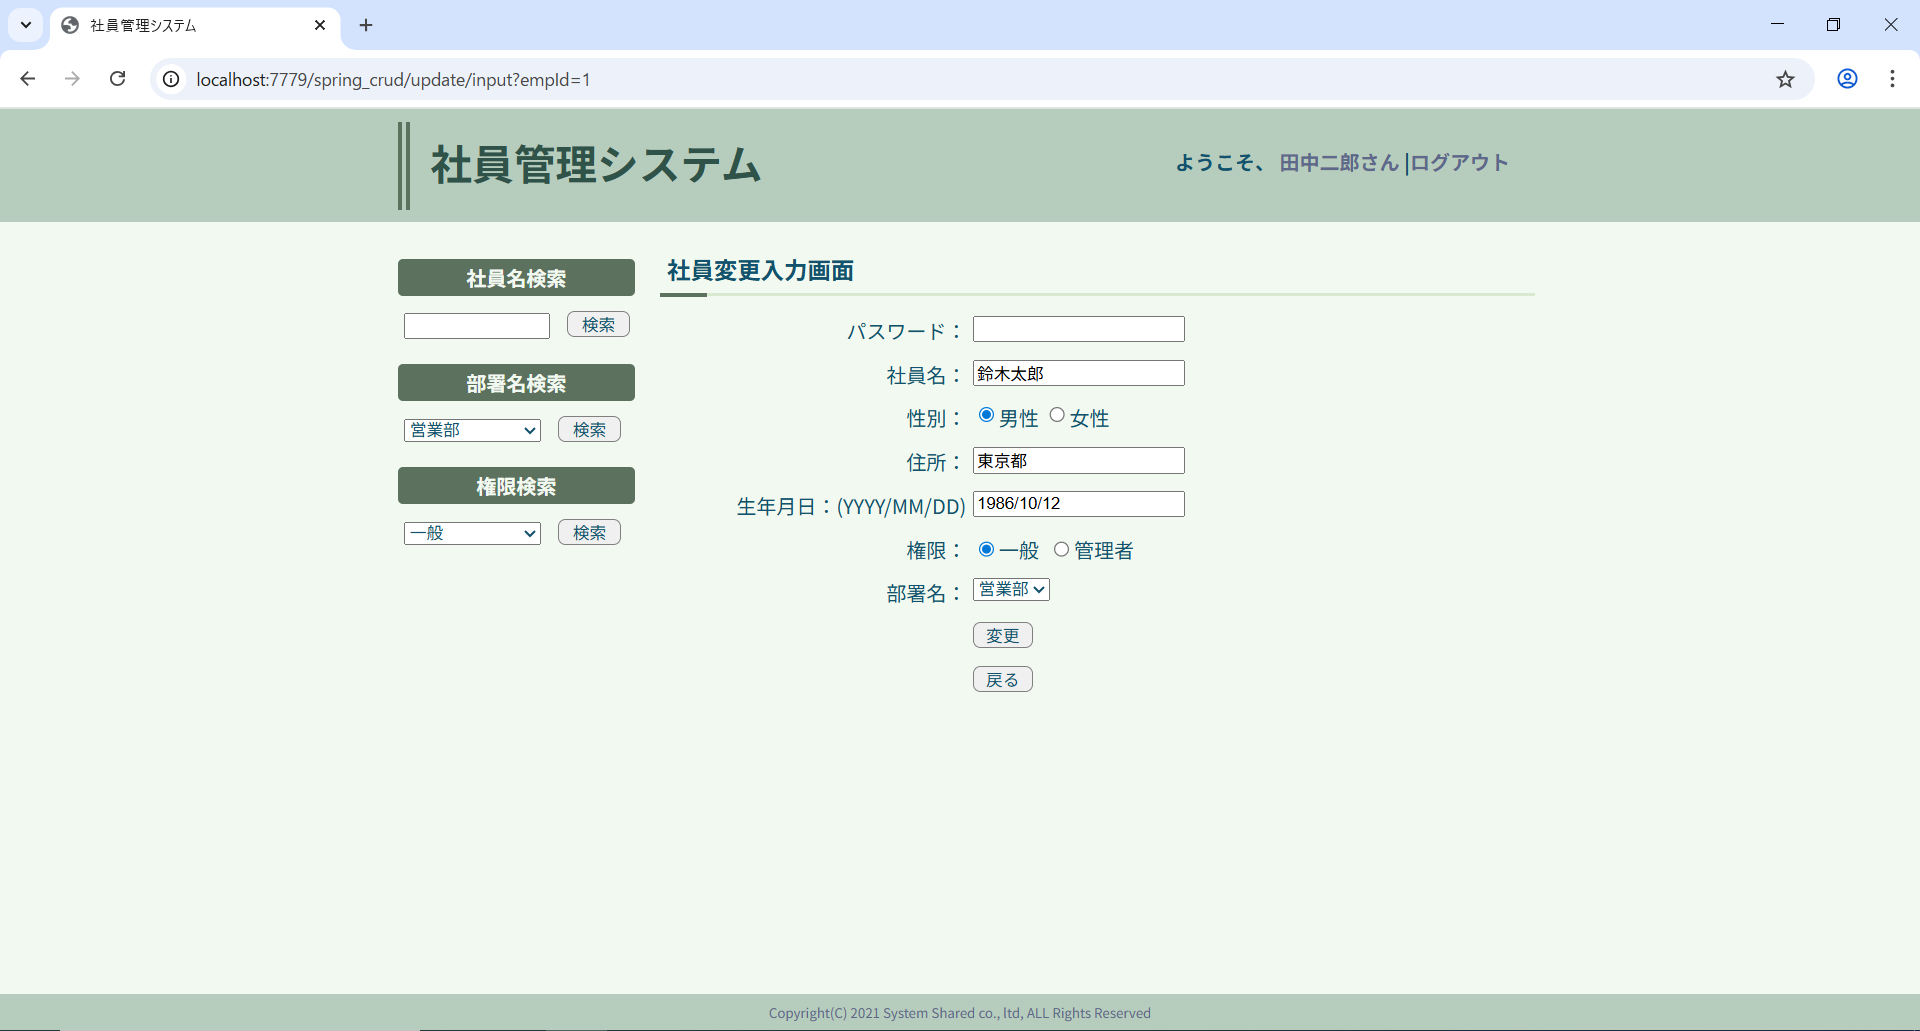 社員管理システム
localhost:7779/spring_crud/update/input?empId=1
社員管理システム
ようこそ、 田中二郎さん |ログアウト
社員名検索
検索
部署名検索
営業部 検索
権限検索
一般 検索
社員変更入力画面
パスワード：
社員名： 鈴木太郎
性別： 男性 女性
住所： 東京都
生年月日：(YYYY/MM/DD) 1986/10/12
権限： 一般 管理者
部署名： 営業部
変更
戻る
Copyright(C) 2021 System Shared co., ltd, ALL Rights Reserved